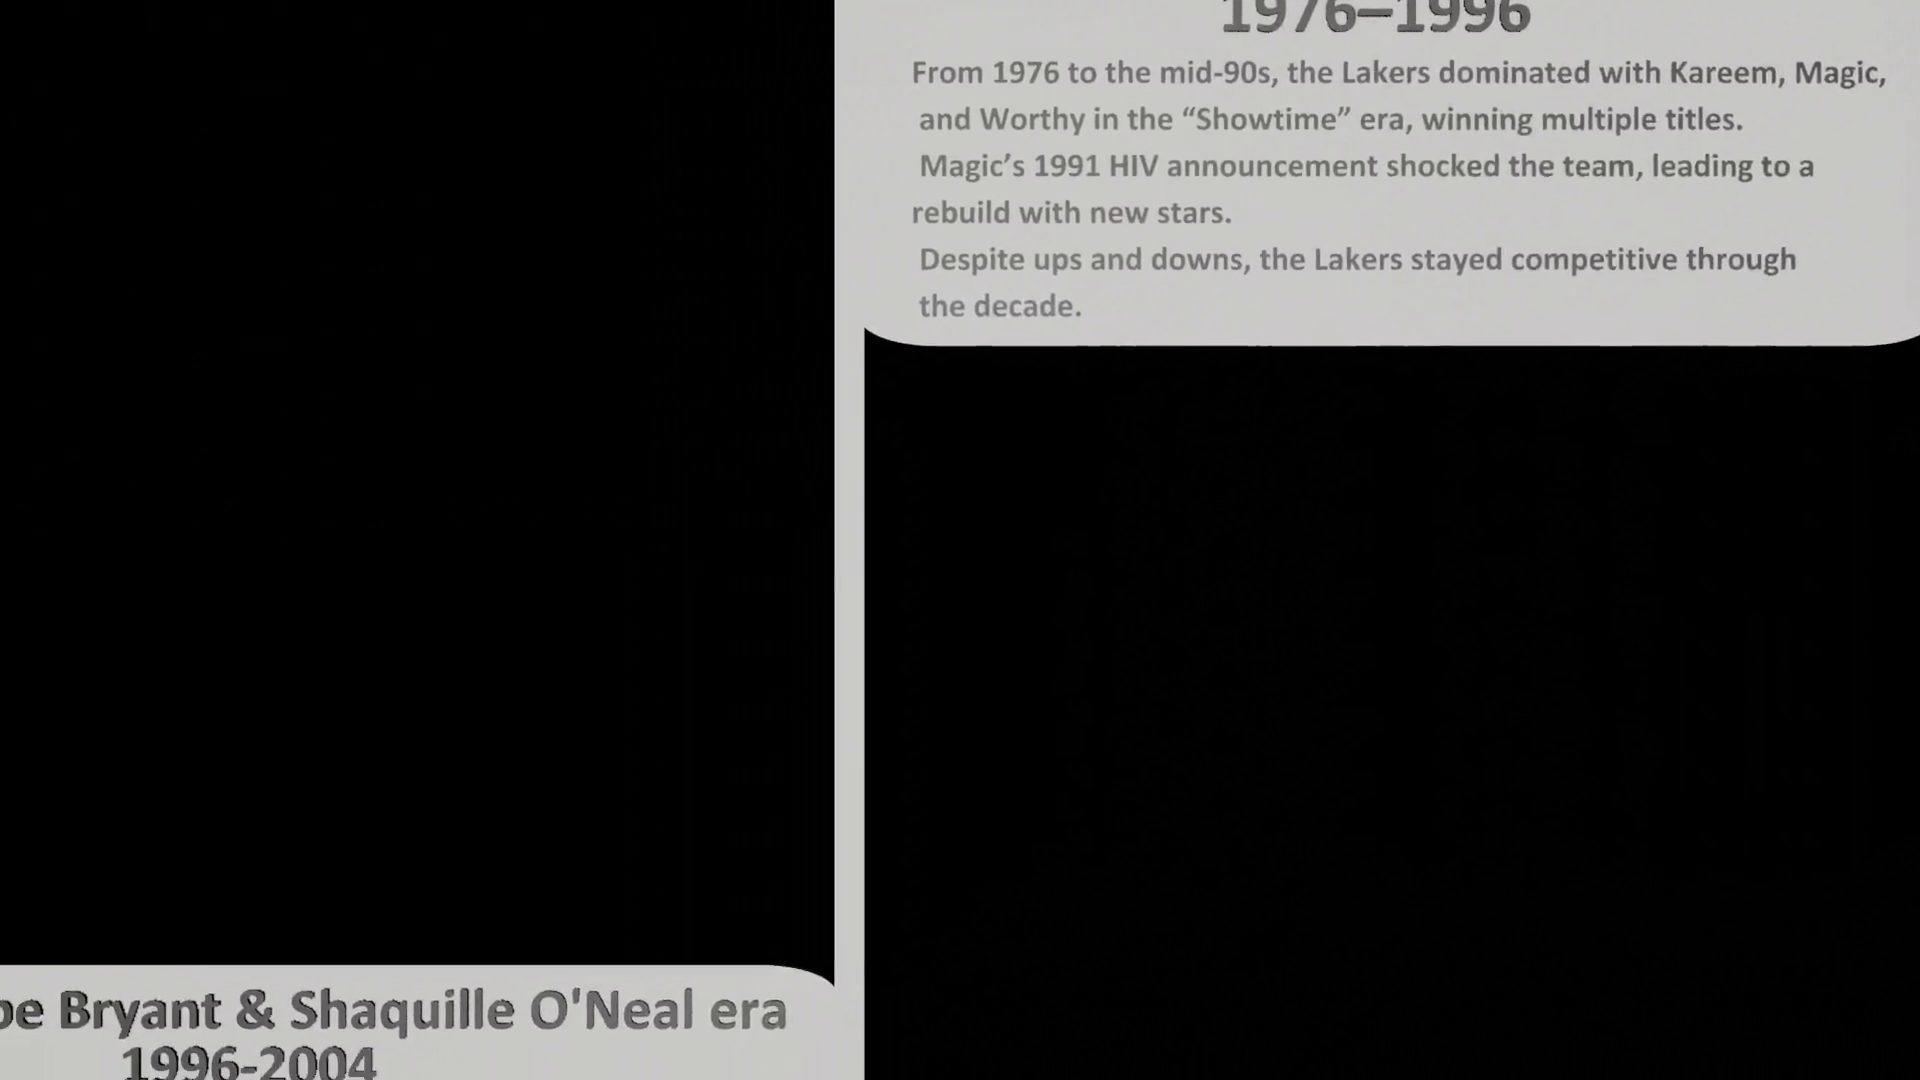 1976–1996
From 1976 to the mid-90s, the Lakers dominated with Kareem, Magic,
and Worthy in the “Showtime” era, winning multiple titles.
Magic’s 1991 HIV announcement shocked the team, leading to a
rebuild with new stars.
Despite ups and downs, the Lakers stayed competitive through
the decade.
Bryant & Shaquille O'Neal era
1996-2004